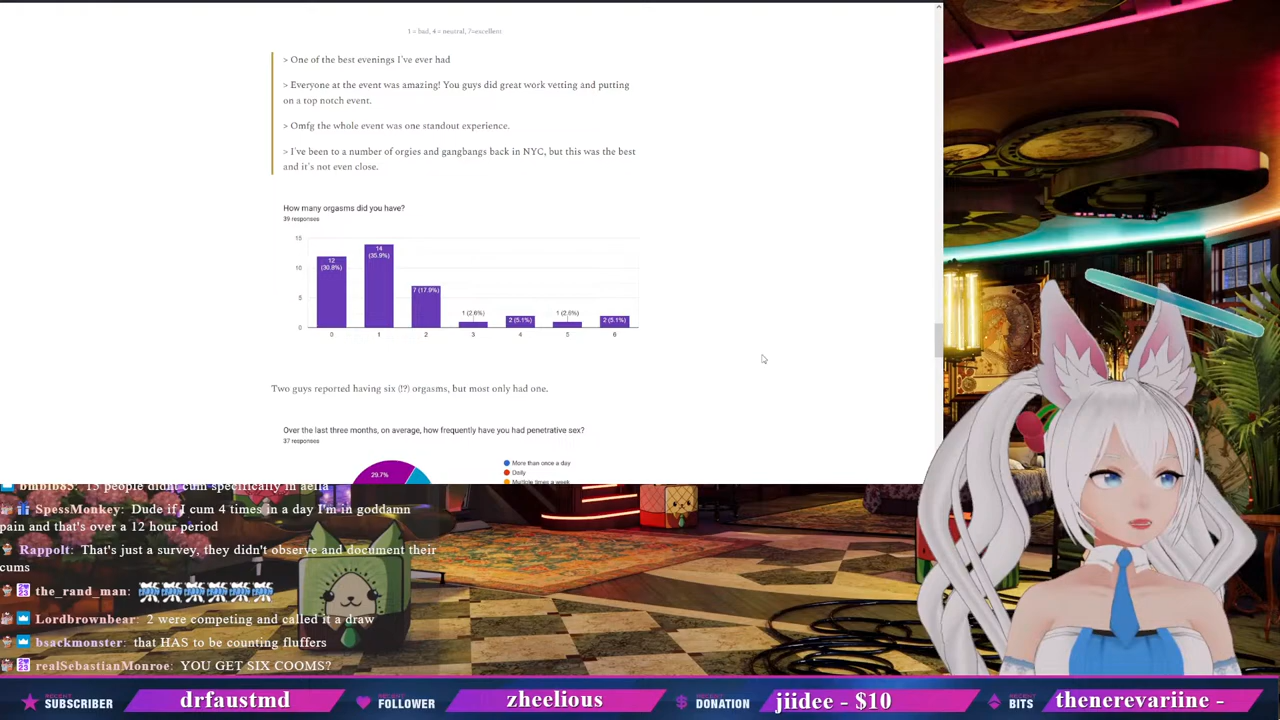 1 = bad, 4 = neutral, 7=excellent
> One of the best evenings I've ever had
> Everyone at the event was amazing! You guys did great work vetting and putting
on a top notch event.
> Omfg the whole event was one standout experience.
> I've been to a number of orgies and gangbangs back in NYC, but this was the best
and it's not even close.
How many orgasms did you have?
39 responses
15
10
5
0
12
(30.8%)
14
(35.9%)
7 (17.9%)
1 (2.6%)
2 (5.1%)
1 (2.6%)
2 (5.1%)
0 1 2 3 4 5 6
Two guys reported having six (!?) orgasms, but most only had one.
Over the last three months, on average, how frequently have you had penetrative sex?
37 responses
29.7%
More than once a day
Daily
Multiple times a week
didnt cum specifically in aella
SpessMonkey: Dude if I cum 4 times in a day I'm in goddamn
pain and that's over a 12 hour period
Rappolt: That's just a survey, they didn't observe and document their
cums
the_rand_man:
Lordbrownbear: 2 were competing and called it a draw
bsackmonster: that HAS to be counting fluffers
realSebastianMonroe: YOU GET SIX COOMS?
RECENT SUBSCRIBER drfaustmd
RECENT FOLLOWER zheelious
RECENT DONATION jiidee - $10
RECENT BITS thenerevariine -